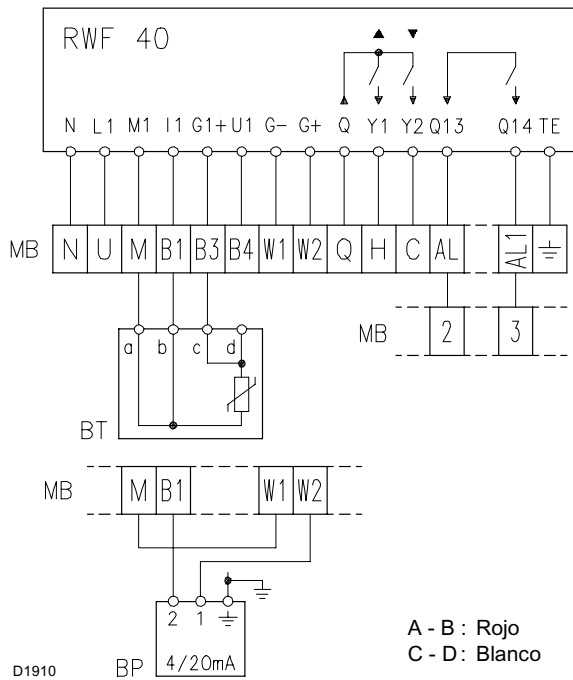 RWF 40
N L1 M1 I1 G1+ U1 G- G+ Q Y1 Y2 Q13 Q14 TE
MB N U M B1 B3 B4 W1 W2 Q H C AL AL1
MB 2 3
a b c d
BT
MB M B1 W1 W2
2 1
BP 4/20mA
A - B : Rojo
C - D : Blanco
D1910